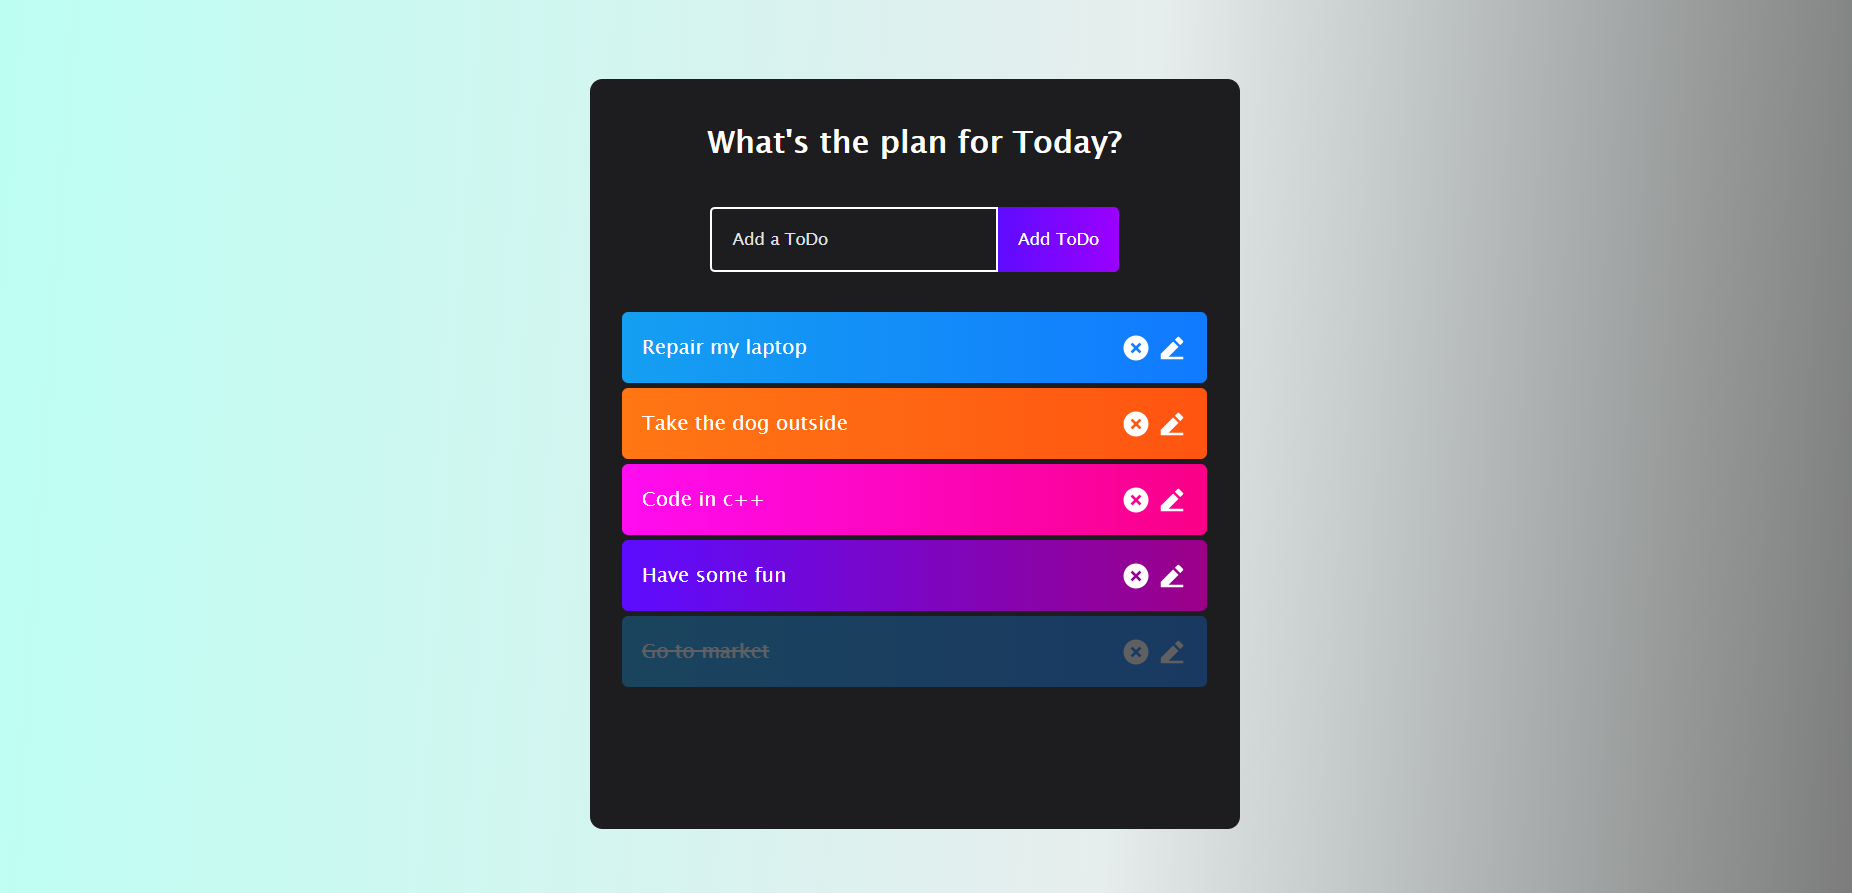 What's the plan for Today?
Add a ToDo
Add ToDo
Repair my laptop
Take the dog outside
Code in c++
Have some fun
Go to market